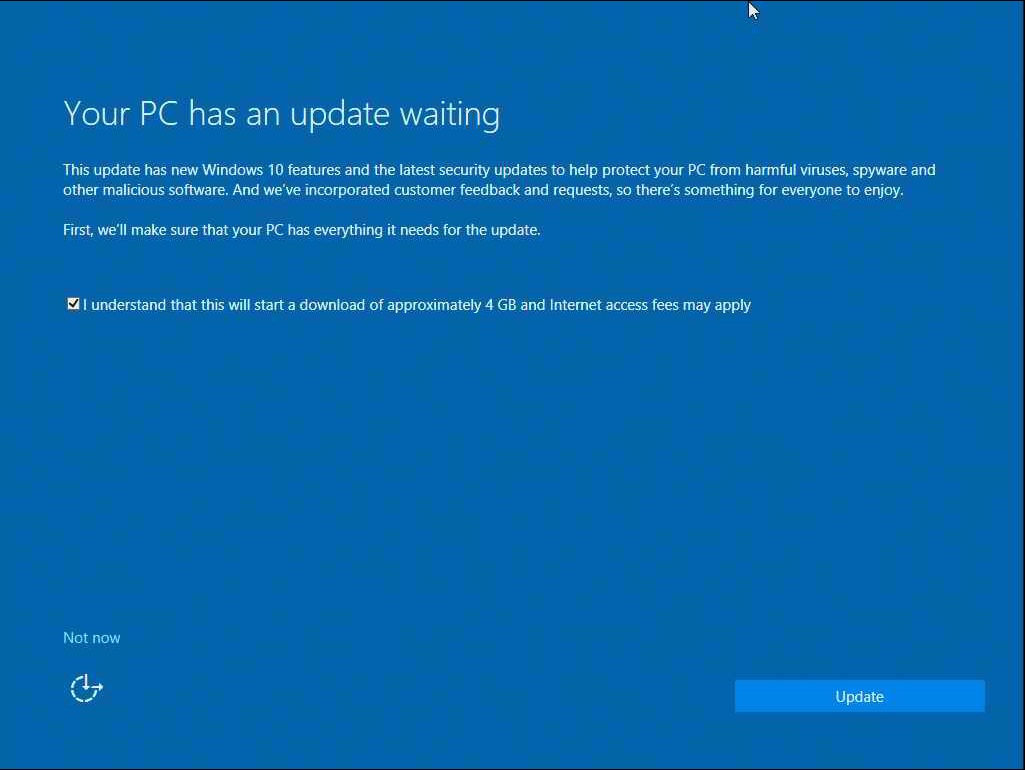 Your PC has an update waiting
This update has new Windows 10 features and the latest security updates to help protect your PC from harmful viruses, spyware and
other malicious software. And we've incorporated customer feedback and requests, so there's something for everyone to enjoy.
First, we'll make sure that your PC has everything it needs for the update.
I understand that this will start a download of approximately 4 GB and Internet access fees may apply
Not now
Update